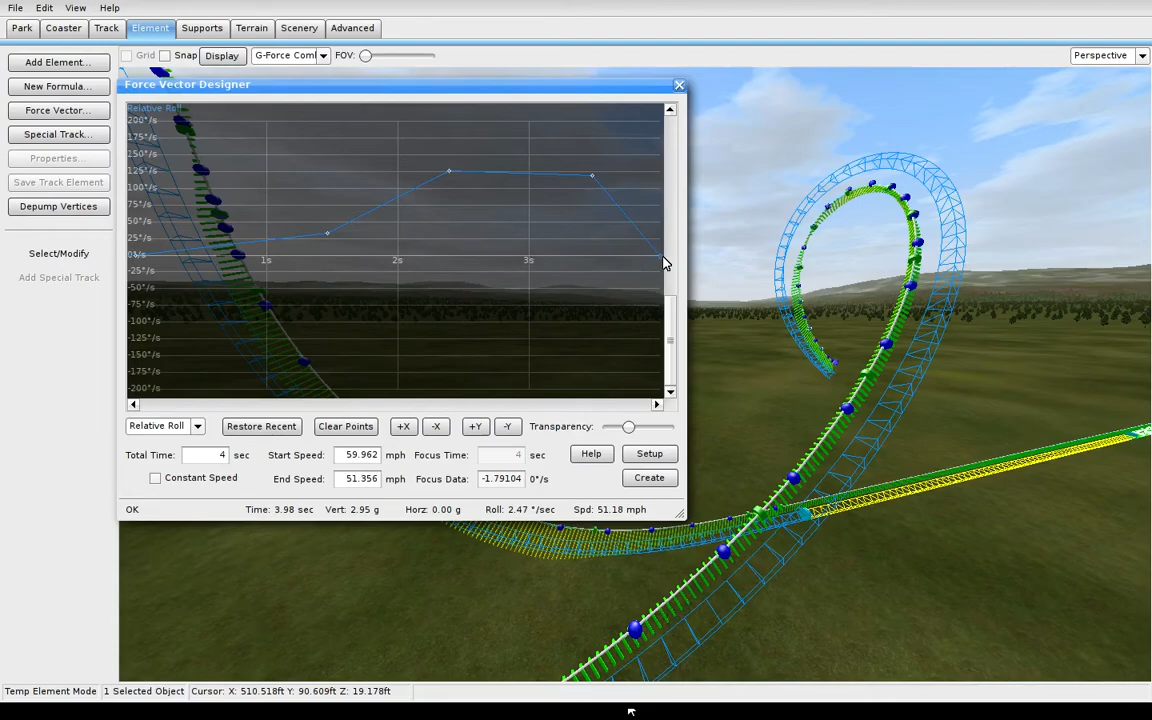 File Edit View Help
Park Coaster Track Element Supports Terrain Scenery Advanced
Grid Snap Display G-Force Coml FOV: Perspective
Add Element...
New Formula...
Force Vector...
Special Track...
Properties...
Save Track Element
Depump Vertices
Select/Modify
Add Special Track
Force Vector Designer
Relative Roll
200°/s
175°/s
150°/s
125°/s
100°/s
75°/s
50°/s
25°/s
0°/s
1s 2s 3s
-25°/s
-50°/s
-75°/s
-100°/s
-125°/s
-150°/s
-175°/s
-200°/s
Relative Roll Restore Recent Clear Points +X -X +Y -Y Transparency:
Total Time: 4 sec Start Speed: 59.962 mph Focus Time: 4 sec Help Setup
Constant Speed End Speed: 51.356 mph Focus Data: -1.79104 0°/s Create
OK Time: 3.98 sec Vert: 2.95 g Horz: 0.00 g Roll: 2.47 °/sec Spd: 51.18 mph
Temp Element Mode 1 Selected Object Cursor: X: 510.518ft Y: 90.609ft Z: 19.178ft